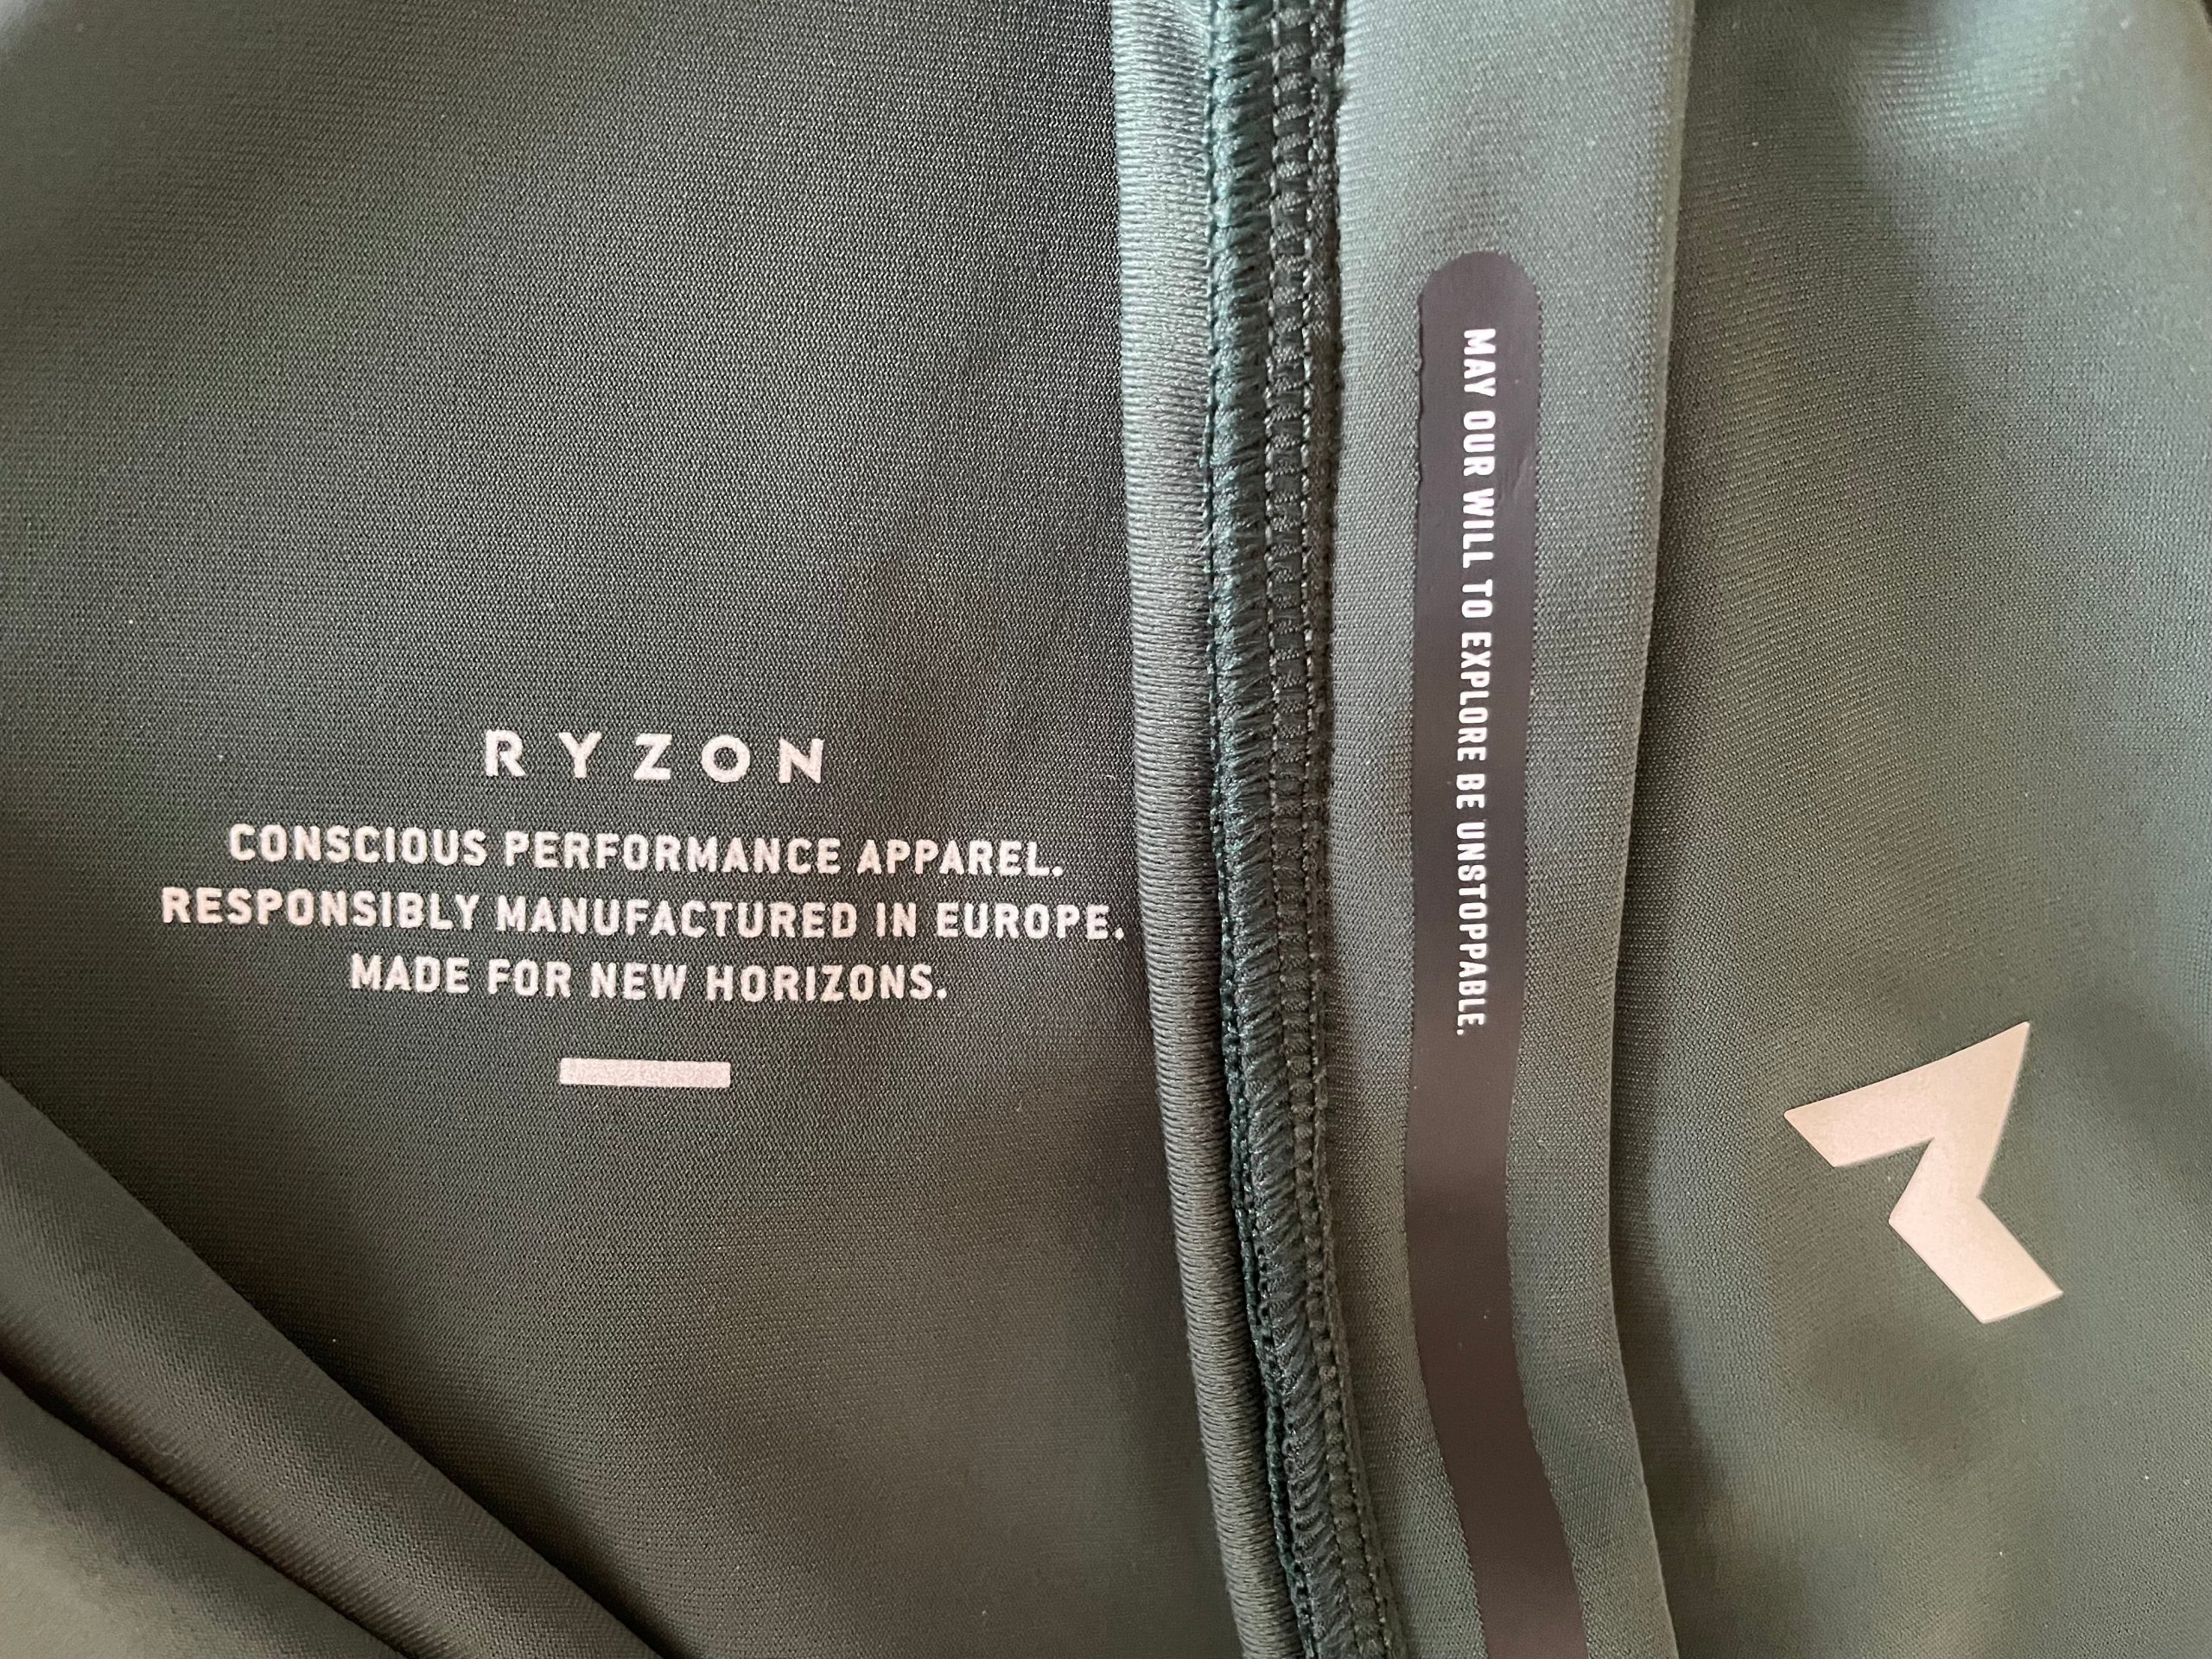 RYZON
CONSCIOUS PERFORMANCE APPAREL.
RESPONSIBLY MANUFACTURED IN EUROPE.
MADE FOR NEW HORIZONS.
MAY OUR WILL TO EXPLORE BE UNSTOPPABLE.